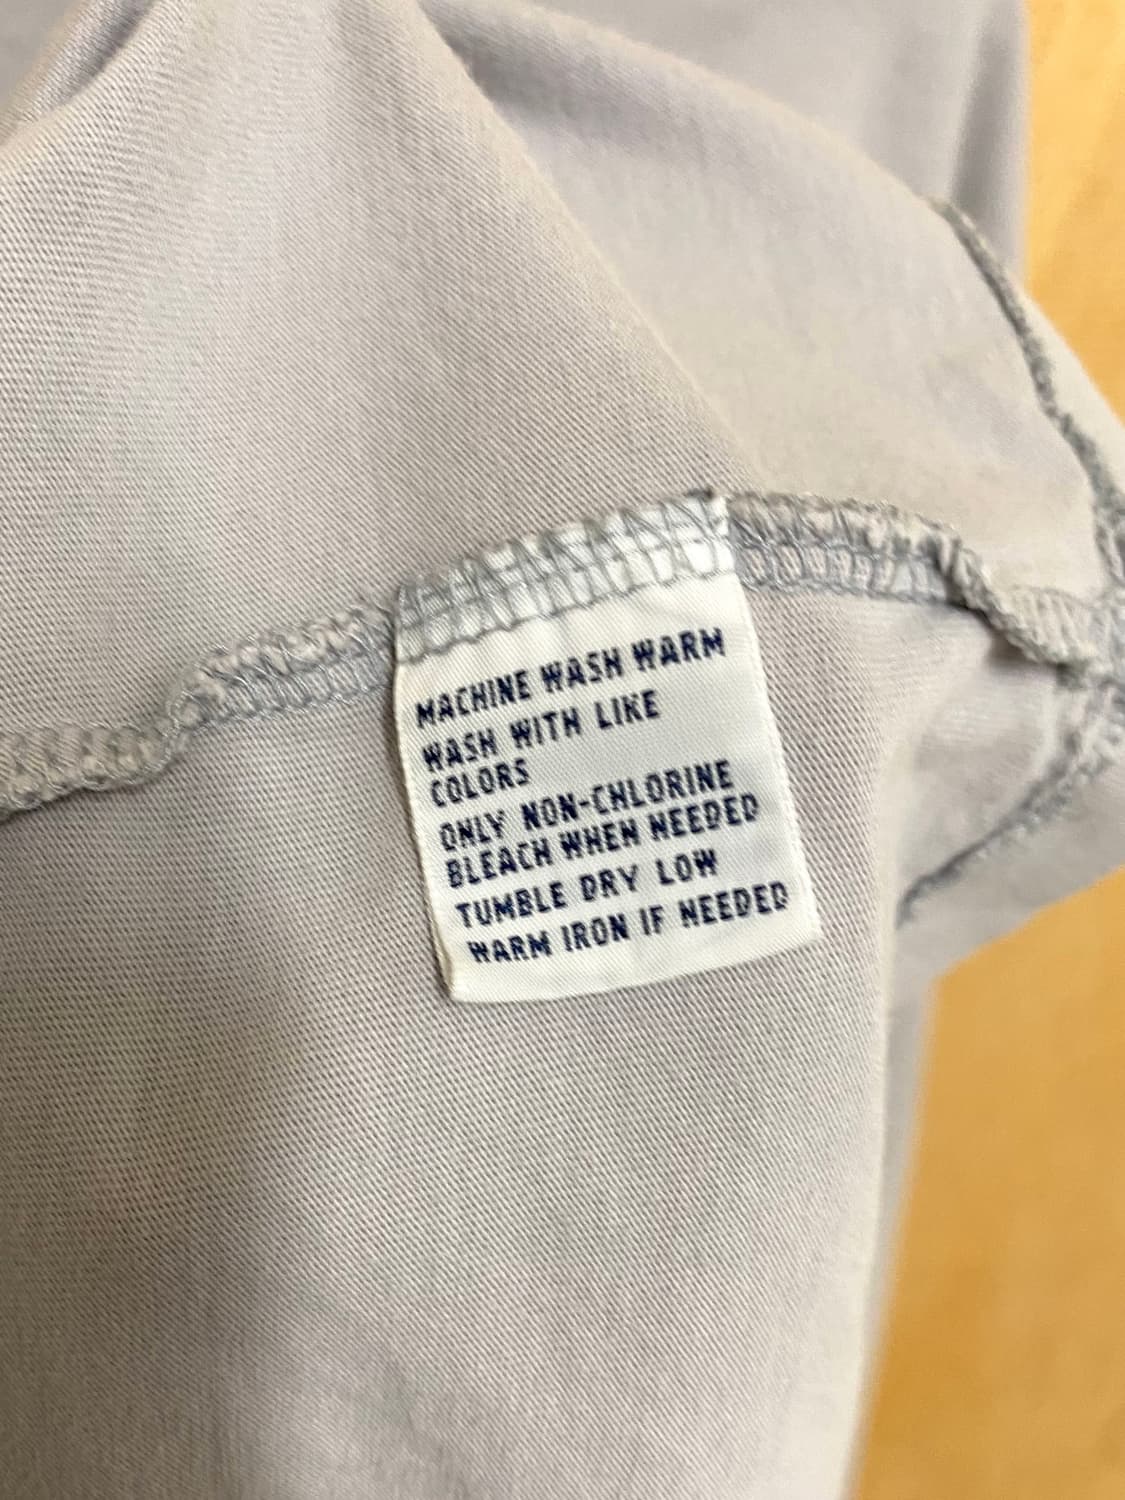 MACHINE WASH WARM
WASH WITH LIKE
COLORS
ONLY NON-CHLORINE
BLEACH WHEN NEEDED
TUMBLE DRY LOW
WARM IRON IF NEEDED